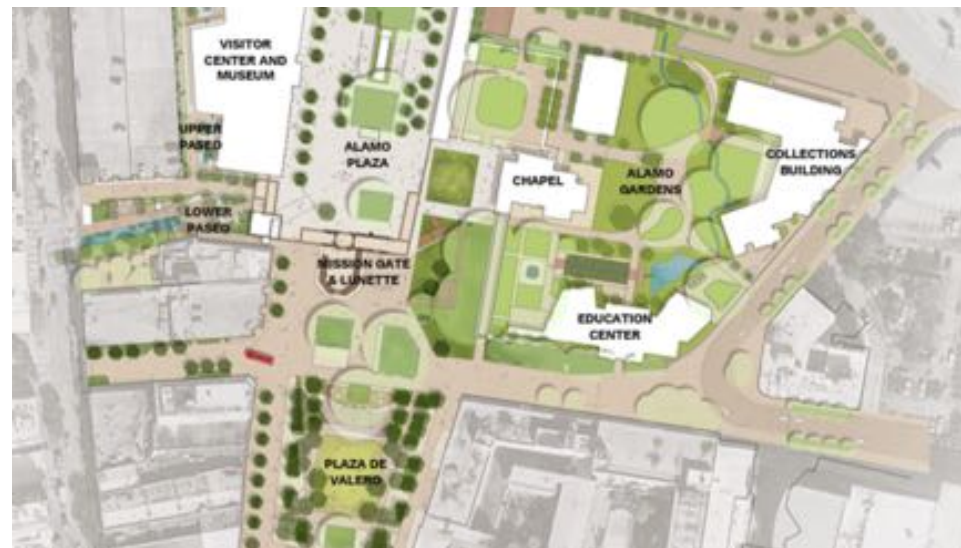 VISITOR
CENTER AND
MUSEUM
UPPER
PASEO
ALAMO
PLAZA
LOWER
PASEO
CHAPEL
ALAMO
GARDENS
COLLECTIONS
BUILDING
MISSION GATE
& LUNETTE
EDUCATION
CENTER
PLAZA DE
VALERO